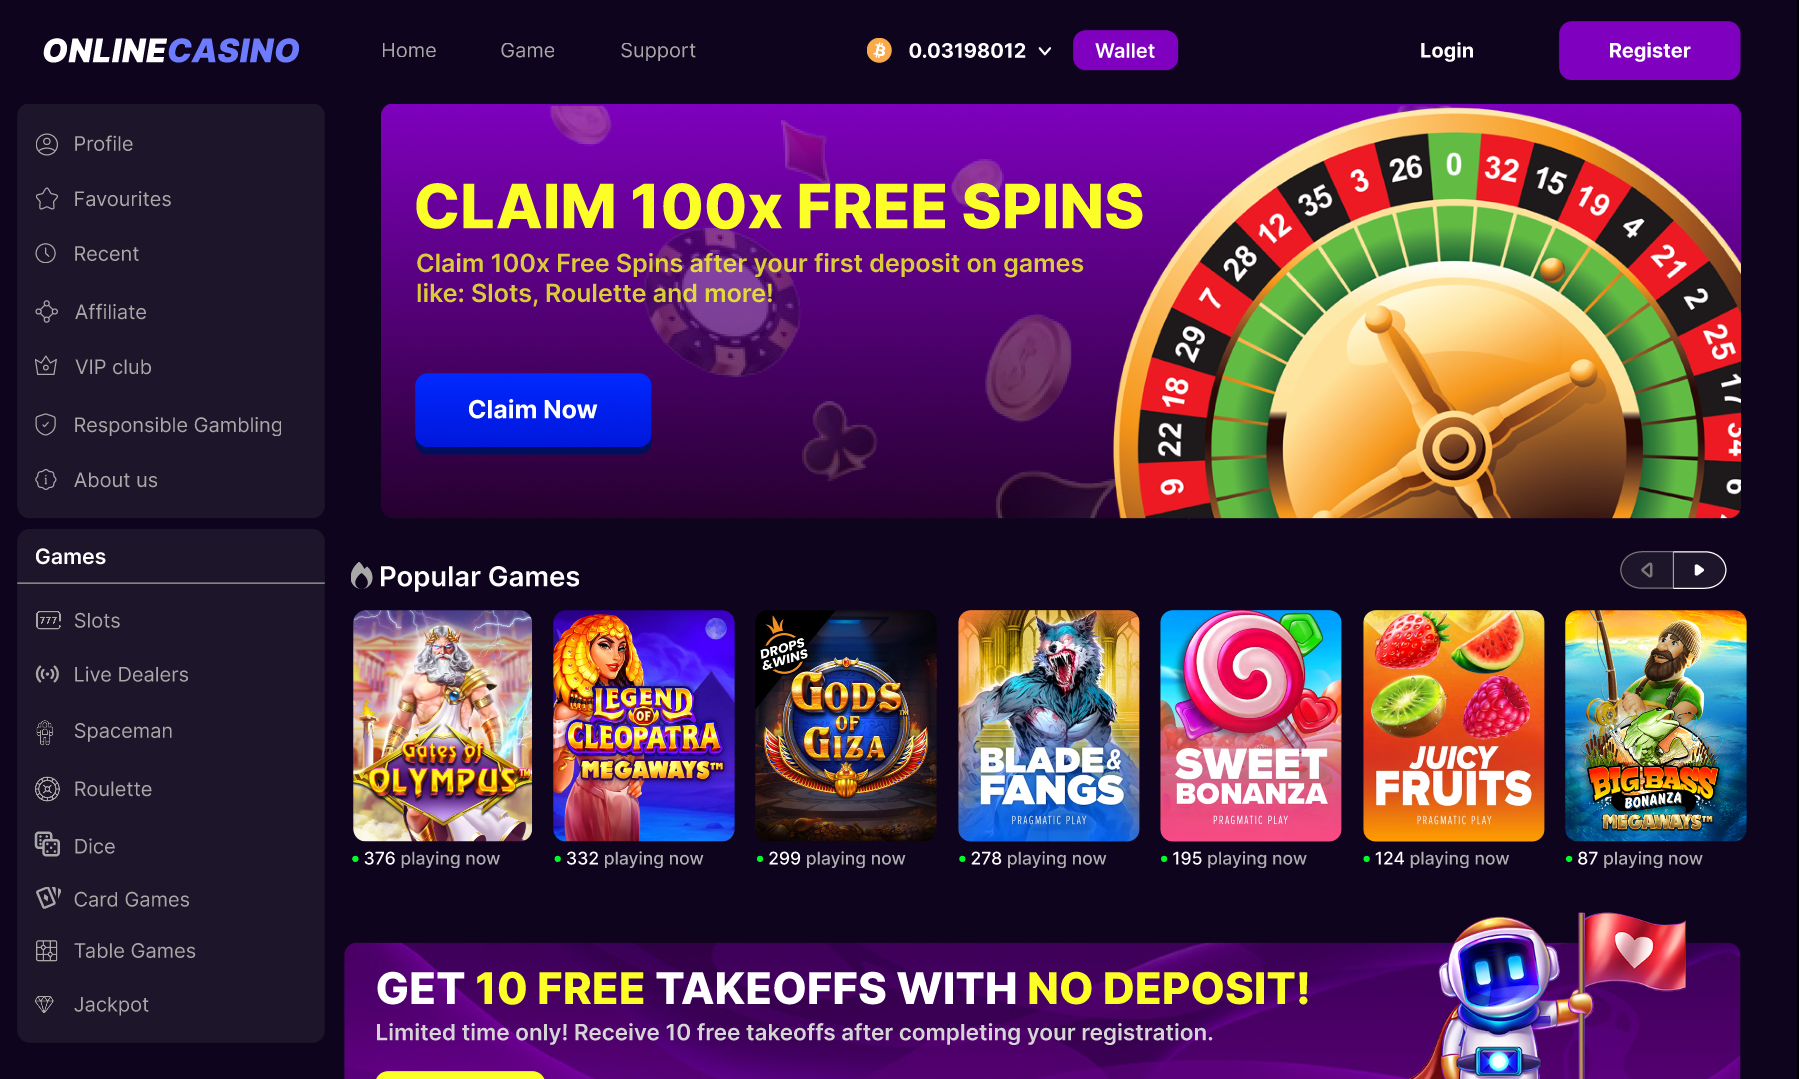 ONLINECASINO
Home
Game
Support
0.03198012
Wallet
Login
Register
Profile
Favourites
Recent
Affiliate
VIP club
Responsible Gambling
About us
CLAIM 100x FREE SPINS
Claim 100x Free Spins after your first deposit on games
like: Slots, Roulette and more!
Claim Now
9 22 18 29 7 28 12 35 3 26 0 32 15 19 4 21 2 25 17 34 6
Games
Slots
Live Dealers
Spaceman
Roulette
Dice
Card Games
Table Games
Jackpot
777
Popular Games
Gates of
OLYMPUS™
LEGEND
OF
CLEOPATRA
MEGAWAYS™
DROPS
&WINS
GODS
OF
GIZA™
BLADE&
FANGS
PRAGMATIC PLAY
SWEET
BONANZA
PRAGMATIC PLAY
JUICY
FRUITS
PRAGMATIC PLAY
BIG BASS
BONANZA
MEGAWAYS™
376 playing now
332 playing now
299 playing now
278 playing now
195 playing now
124 playing now
87 playing now
GET 10 FREE TAKEOFFS WITH NO DEPOSIT!
Limited time only! Receive 10 free takeoffs after completing your registration.